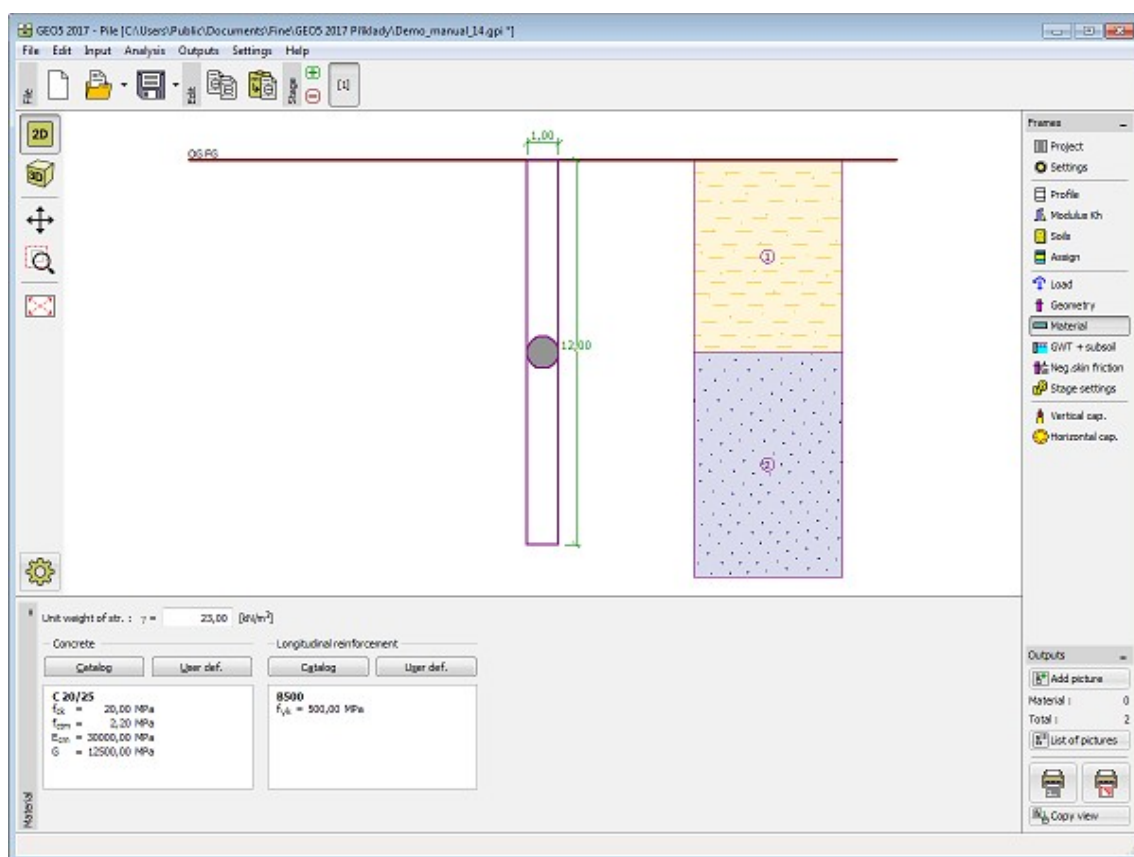 GEO5 2017 - Pile [C:\Users\Public\Documents\Fine\GEO5 2017 Příklady\Demo_manual_14.gpi *]
File Edit Input Analysis Outputs Settings Help
File
Edit
Stage
[1]
2D
3D
OG FG
1,00
12,00
1
2
Frames
Project
Settings
Profile
Modulus Kh
Soils
Assign
Load
Geometry
Material
GWT + subsoil
Neg.skin friction
Stage settings
Vertical cap.
Horizontal cap.
Unit weight of str. : γ = 23,00 [kN/m³]
Concrete
Catalog User def.
C 20/25
fck = 20,00 MPa
fctm = 2,20 MPa
Ecm = 30000,00 MPa
G = 12500,00 MPa
Longitudinal reinforcement
Catalog User def.
B500
fyk = 500,00 MPa
Material
Outputs
Add picture
Material : 0
Total : 2
List of pictures
Copy view